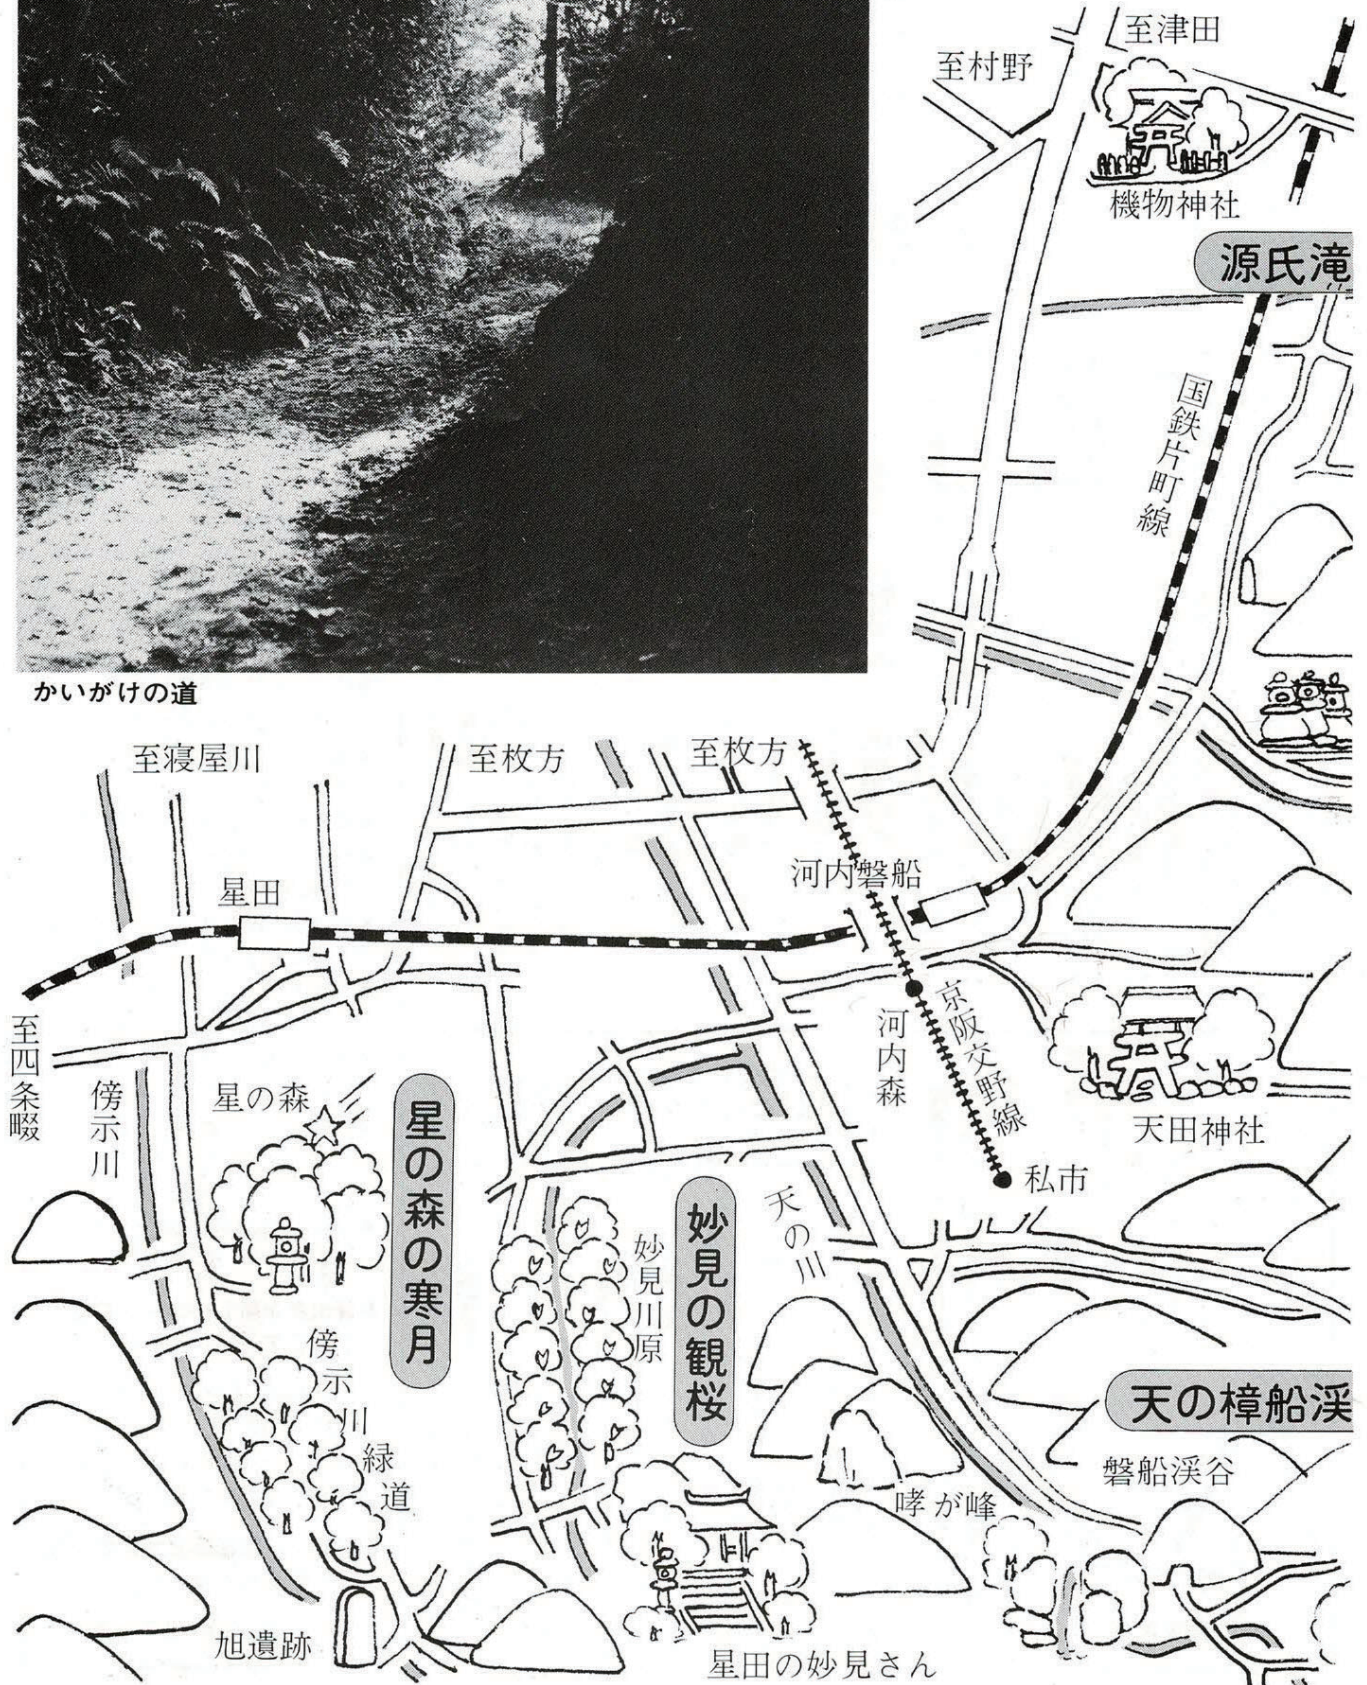 至津田
至村野
機物神社
源氏滝
国鉄片町線
かいがけの道
至寝屋川
至枚方
至枚方
河内磐船
星田
至四条畷
傍示川
星の森
星の森の寒月
河内森
京阪交野線
天田神社
私市
妙見川原
妙見の観桜
天の川
傍示川緑道
天の樟船渓
磐船渓谷
哮が峰
旭遺跡
星田の妙見さん